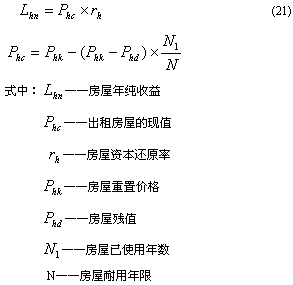 L_{hn} = P_{hc} × r_h (21)
P_{hc} = P_{hk} − (P_{hk} − P_{hd}) × \frac{N_1}{N}
式中：L_{hn}——房屋年纯收益
P_{hc}——出租房屋的现值
r_h——房屋资本还原率
P_{hk}——房屋重置价格
P_{hd}——房屋残值
N_1——房屋已使用年数
N——房屋耐用年限